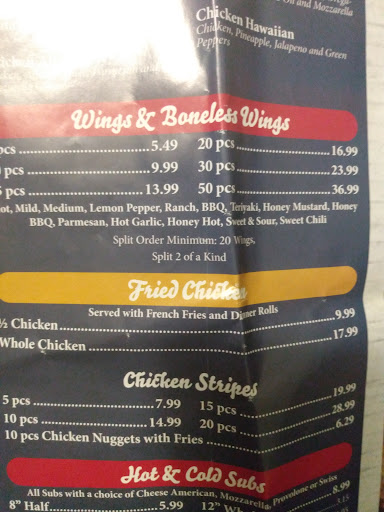 Oil and Mozzarella
Chicken Hawaiian
Chicken, Pineapple, Jalapeno and Green
Peppers
Wings & Boneless Wings
pcs 5.49 20 pcs 16.99
pcs 9.99 30 pcs 23.99
pcs 13.99 50 pcs 36.99
ot, Mild, Medium, Lemon Pepper, Ranch, BBQ, Teriyaki, Honey Mustard, Honey
BBQ, Parmesan, Hot Garlic, Honey Hot, Sweet & Sour, Sweet Chili
Split Order Minimum: 20 Wings,
Split 2 of a Kind
Fried Chicken
Served with French Fries and Dinner Rolls
½ Chicken 9.99
Whole Chicken 17.99
Chicken Stripes
5 pcs 7.99 15 pcs 19.99
10 pcs 14.99 20 pcs 28.99
10 pcs Chicken Nuggets with Fries 6.29
Hot & Cold Subs
All Subs with a choice of Cheese American, Mozzarella, Provolone or Swiss
8" Half 5.99 12" Wh 8.99